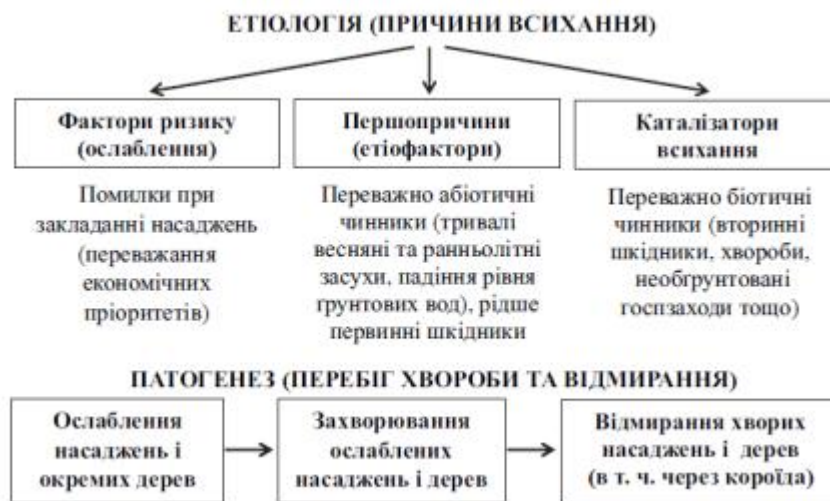 ЕТІОЛОГІЯ (ПРИЧИНИ ВСИХАННЯ)
Фактори ризику
(ослаблення)
Помилки при
закладанні насаджень
(переважання
економічних
пріоритетів)
Першопричини
(етіофактори)
Переважно абіотичні
чинники (тривалі
весняні та ранньолітні
засухи, падіння рівня
ґрунтових вод), рідше
первинні шкідники
Каталізатори
всихання
Переважно біотичні
чинники (вторинні
шкідники, хвороби,
необґрунтовані
госпзаходи тощо)
ПАТОГЕНЕЗ (ПЕРЕБІГ ХВОРОБИ ТА ВІДМИРАННЯ)
Ослаблення
насаджень і
окремих дерев
Захворювання
ослаблених
насаджень і дерев
Відмирання хворих
насаджень і дерев
(в т. ч. через короїда)